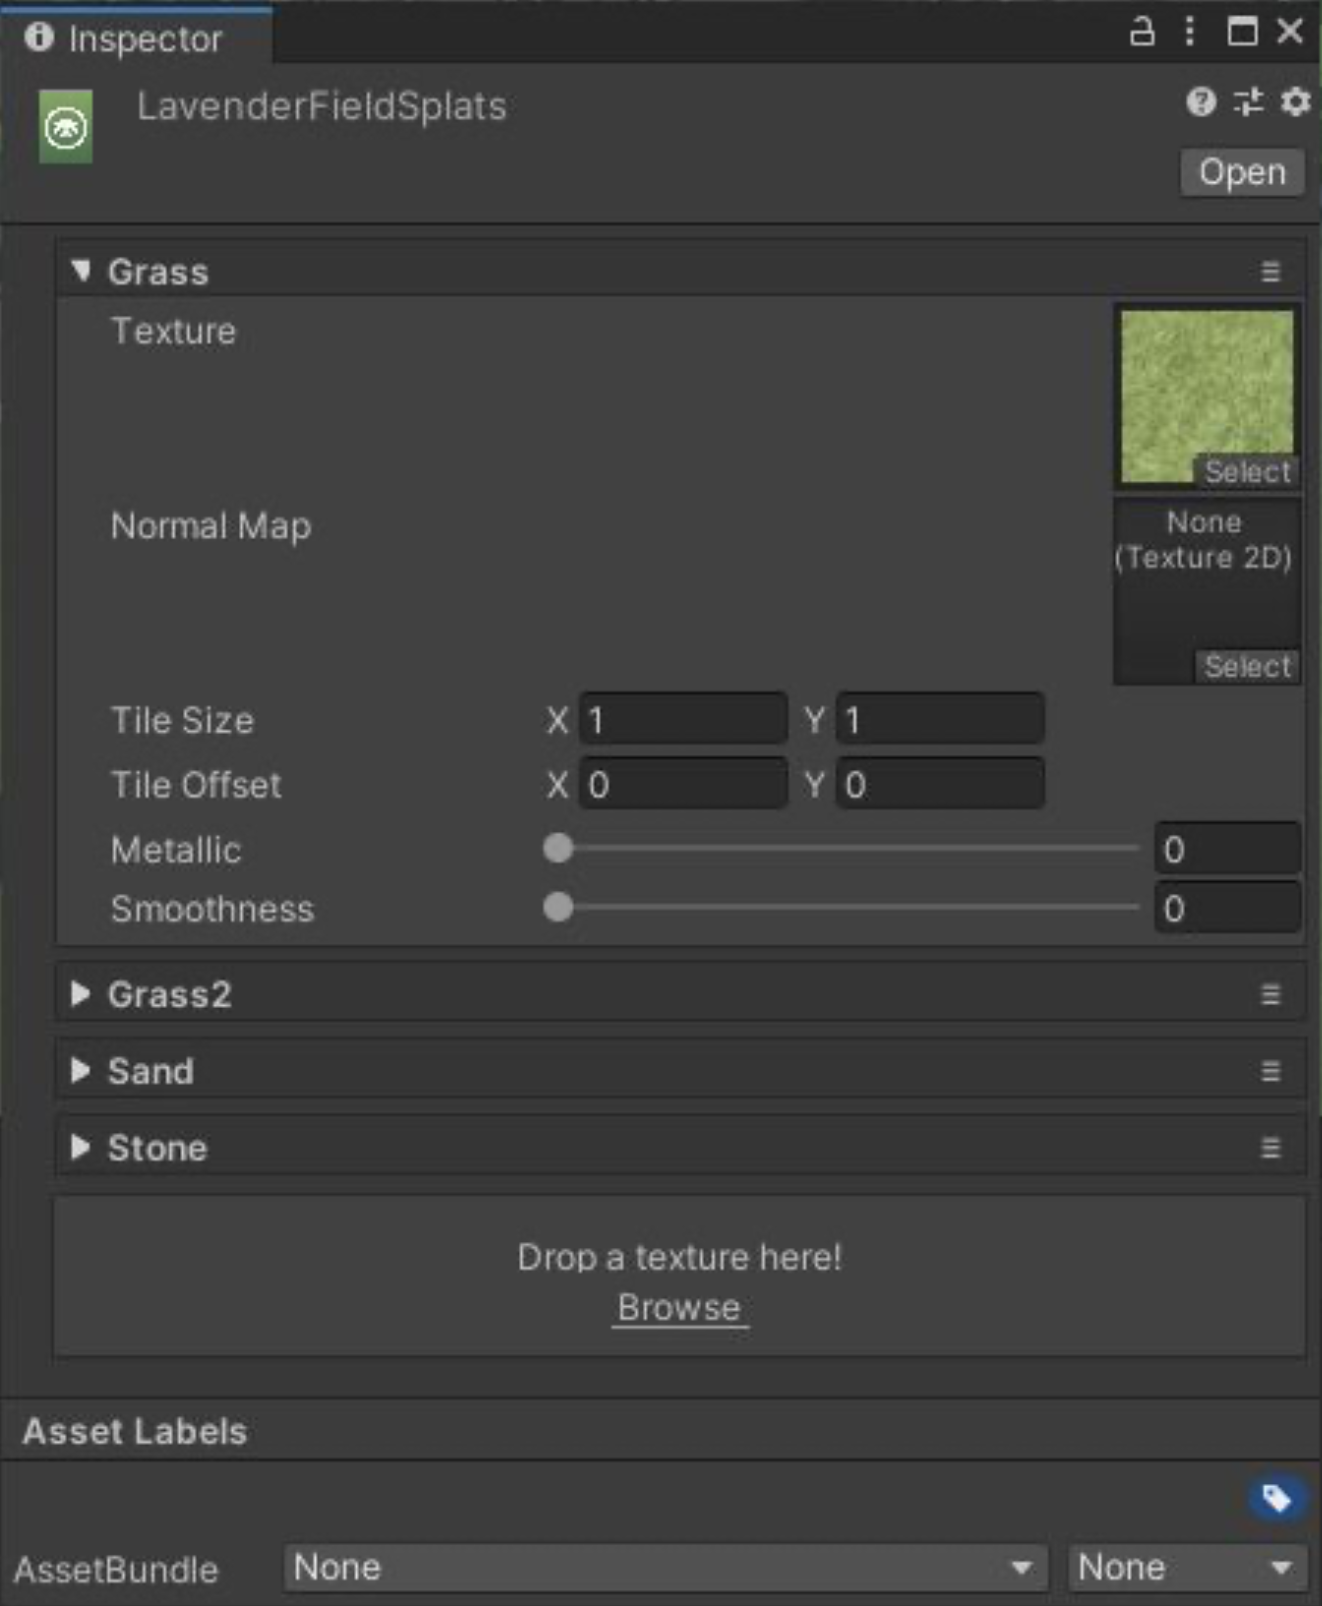 Inspector
LavenderFieldSplats
Open
Grass
Texture
Select
Normal Map
None
(Texture 2D)
Select
Tile Size X 1 Y 1
Tile Offset X 0 Y 0
Metallic 0
Smoothness 0
Grass2
Sand
Stone
Drop a texture here!
Browse
Asset Labels
AssetBundle None None